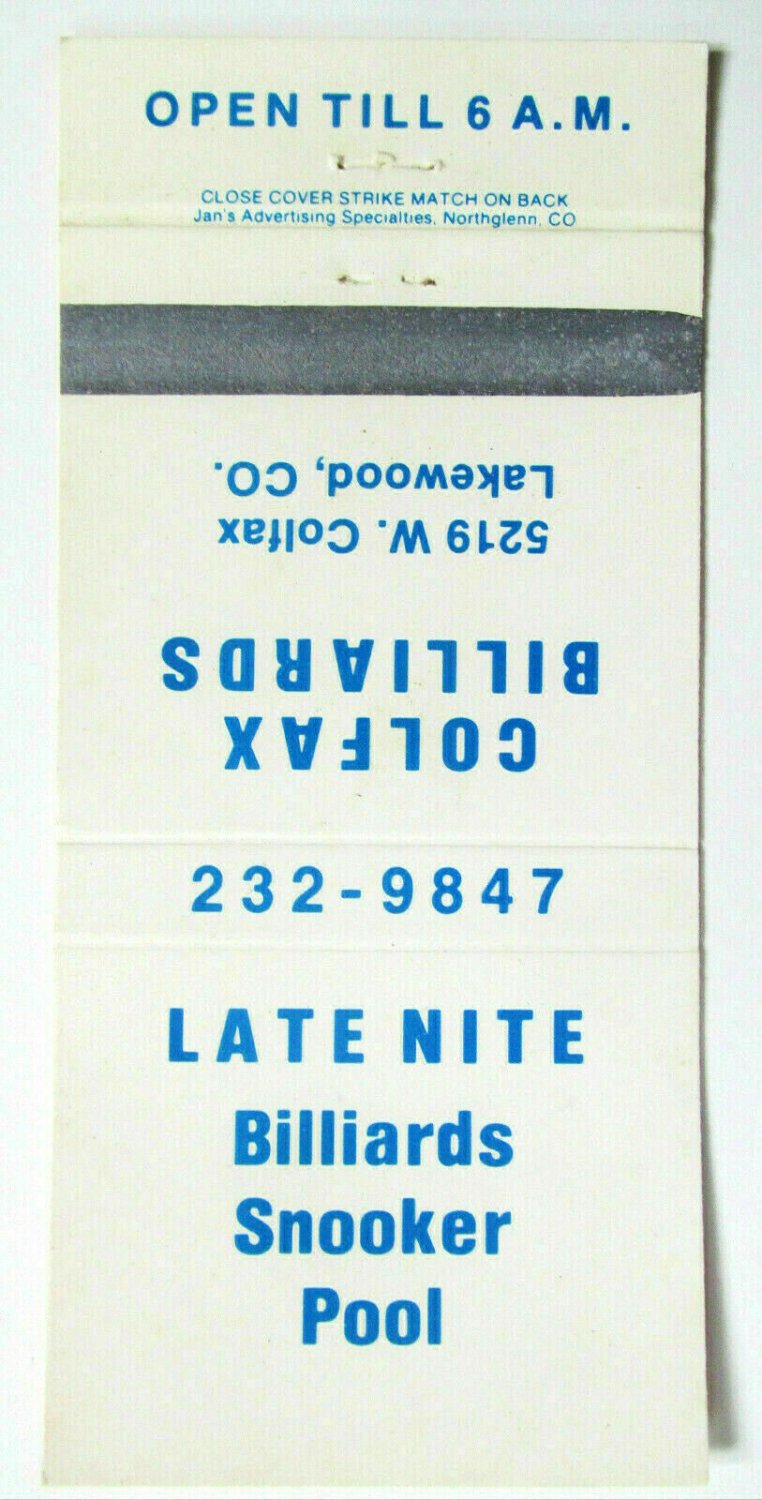 OPEN TILL 6 A.M.
CLOSE COVER STRIKE MATCH ON BACK
Jan's Advertising Specialties, Northglenn, CO
COLFAX
BILLIARDS
5219 W. Colfax
Lakewood, CO.
232-9847
LATE NITE
Billiards
Snooker
Pool